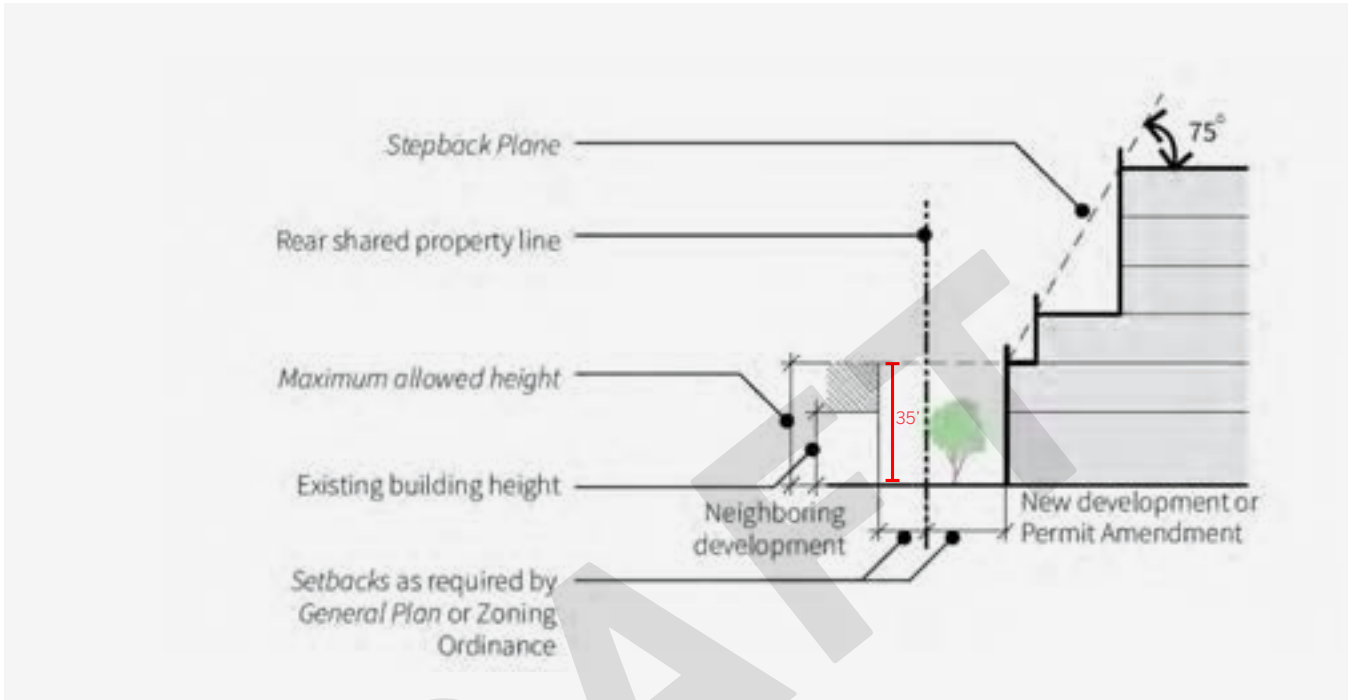 75°
Stepback Plane
Rear shared property line
Maximum allowed height
35'
Existing building height
New development or
Permit Amendment
Neighboring
development
Setbacks as required by
General Plan or Zoning
Ordinance